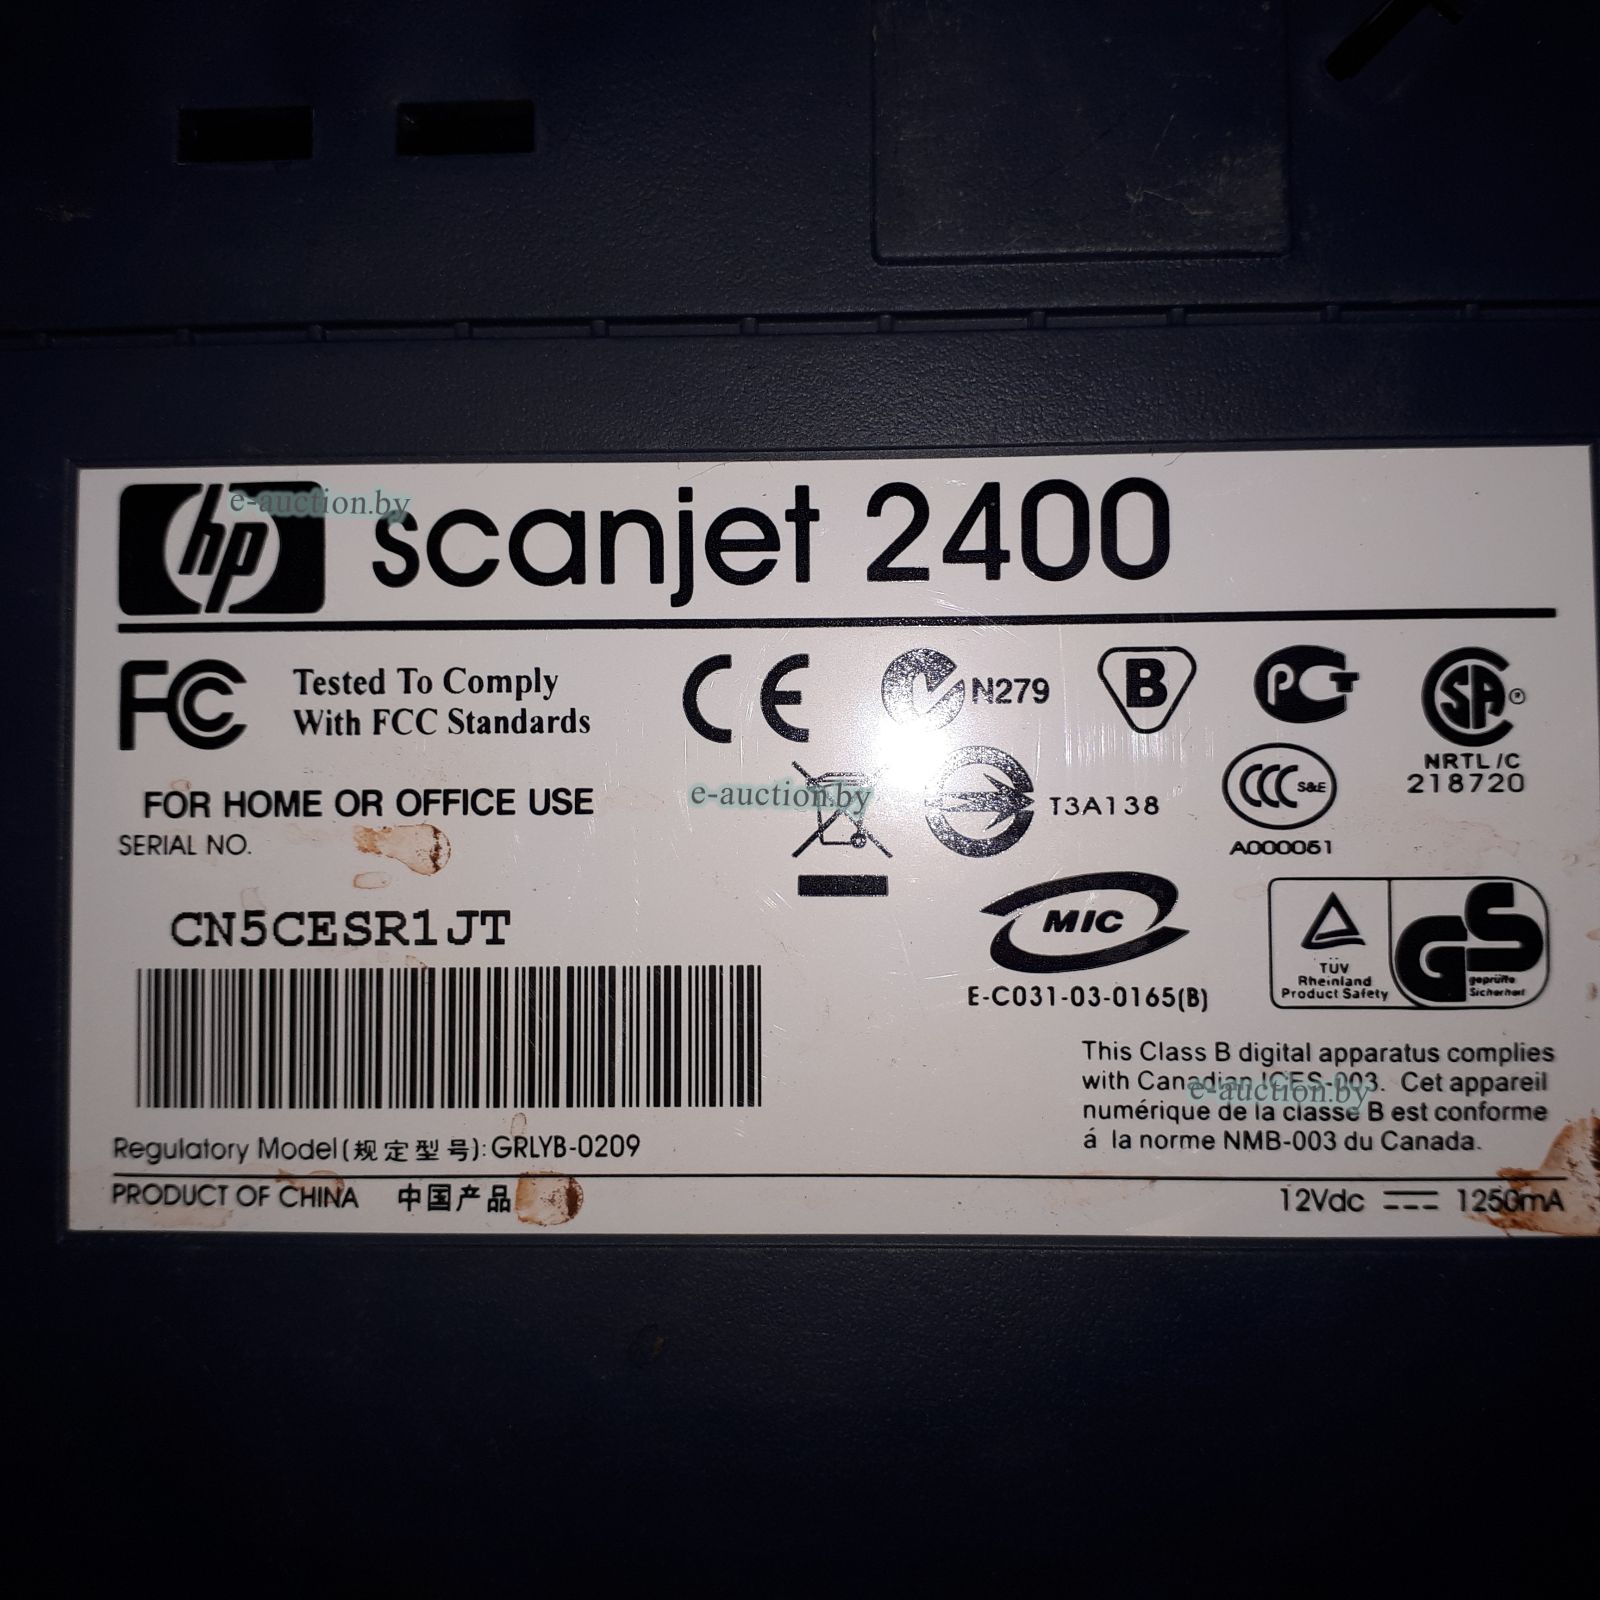 hp scanjet 2400
e-auction.by
FC Tested To Comply
With FCC Standards
CE
N279
B
PCT
SA ®
NRTL/C
218720
FOR HOME OR OFFICE USE
e-auction.by
T3A138
CCC S&E
A000051
SERIAL NO.
CN5CESR1JT
MIC
E-C031-03-0165(B)
TÜV
Rheinland
Product Safety
GS
geprüfte
Sicherheit
This Class B digital apparatus complies
with Canadian ICES-003. Cet appareil
e-auction.by
numérique de la classe B est conforme
á la norme NMB-003 du Canada.
Regulatory Model(规定型号): GRLYB-0209
PRODUCT OF CHINA 中国产品
12Vdc 1250mA